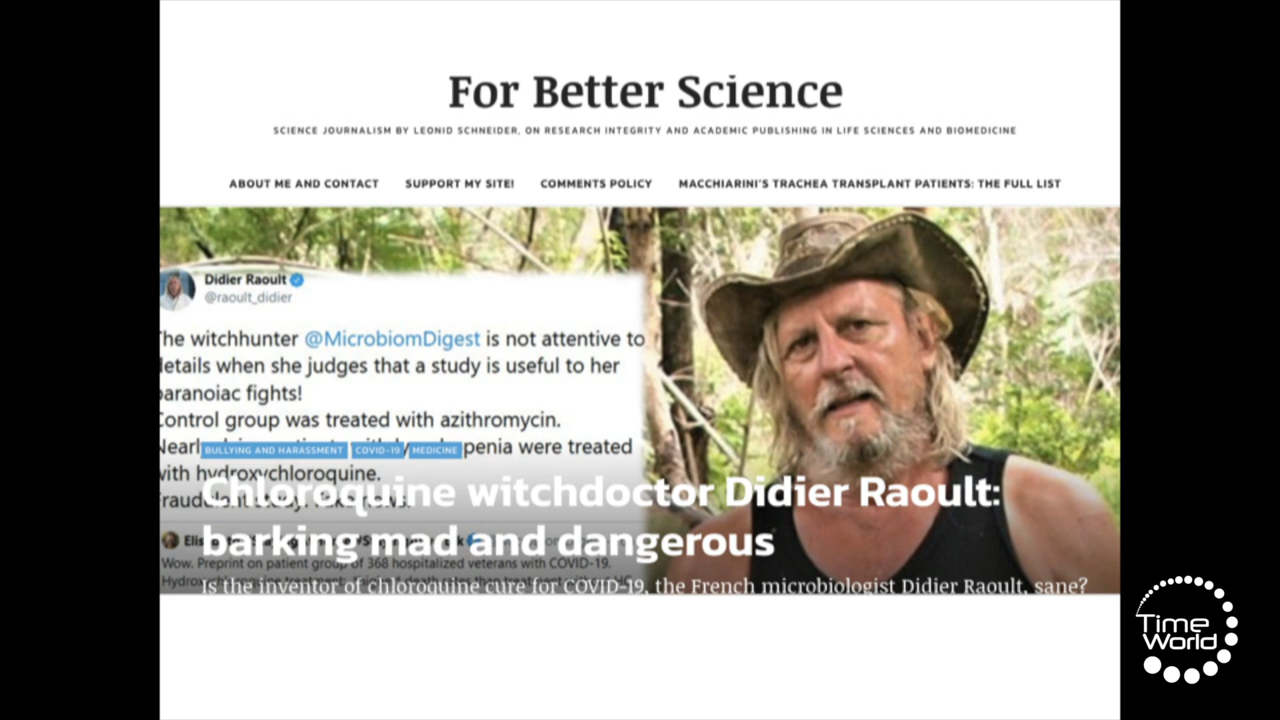 For Better Science
SCIENCE JOURNALISM BY LEONID SCHNEIDER, ON RESEARCH INTEGRITY AND ACADEMIC PUBLISHING IN LIFE SCIENCES AND BIOMEDICINE
ABOUT ME AND CONTACT SUPPORT MY SITE! COMMENTS POLICY MACCHIARINI'S TRACHEA TRANSPLANT PATIENTS: THE FULL LIST
Didier Raoult
@raoult_didier
The witchhunter @MicrobiomDigest is not attentive to
details when she judges that a study is useful to her
paranoiac fights!
Control group was treated with azithromycin.
were treated
with hydroxychloroquine.
BULLYING AND HARASSMENT COVID-19 MEDICINE
Chloroquine witchdoctor Didier Raoult:
barking mad and dangerous
Wow. Preprint on patient group of 368 hospitalized veterans with COVID-19.
Is the inventor of chloroquine cure for COVID-19, the French microbiologist Didier Raoult, sane?
Time
World